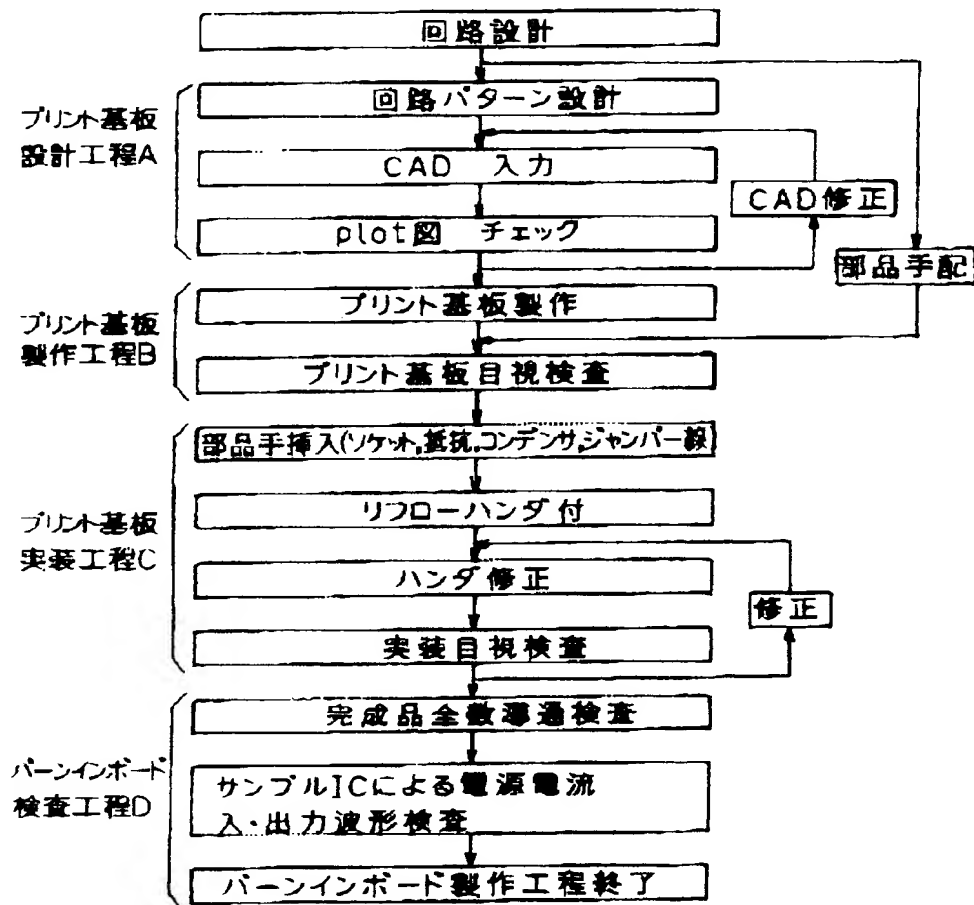 回路設計
回路パターン設計
プリント基板
設計工程A
CAD 入力
CAD修正
plot図 チェック
部品手配
プリント基板製作
プリント基板
製作工程B
プリント基板目視検査
部品手挿入(ソケット,抵抗,コンデンサ,ジャンパー線)
リフローハンダ付
プリント基板
実装工程C
ハンダ修正
修正
実装目視検査
完成品全数導通検査
バーンインボード
検査工程D
サンプルICによる電源電流
入・出力波形検査
バーンインボード製作工程終了